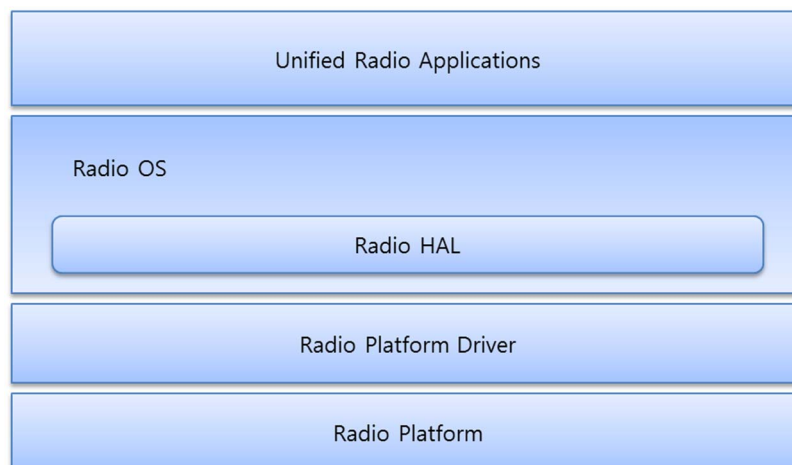 Unified Radio Applications
Radio OS
Radio HAL
Radio Platform Driver
Radio Platform